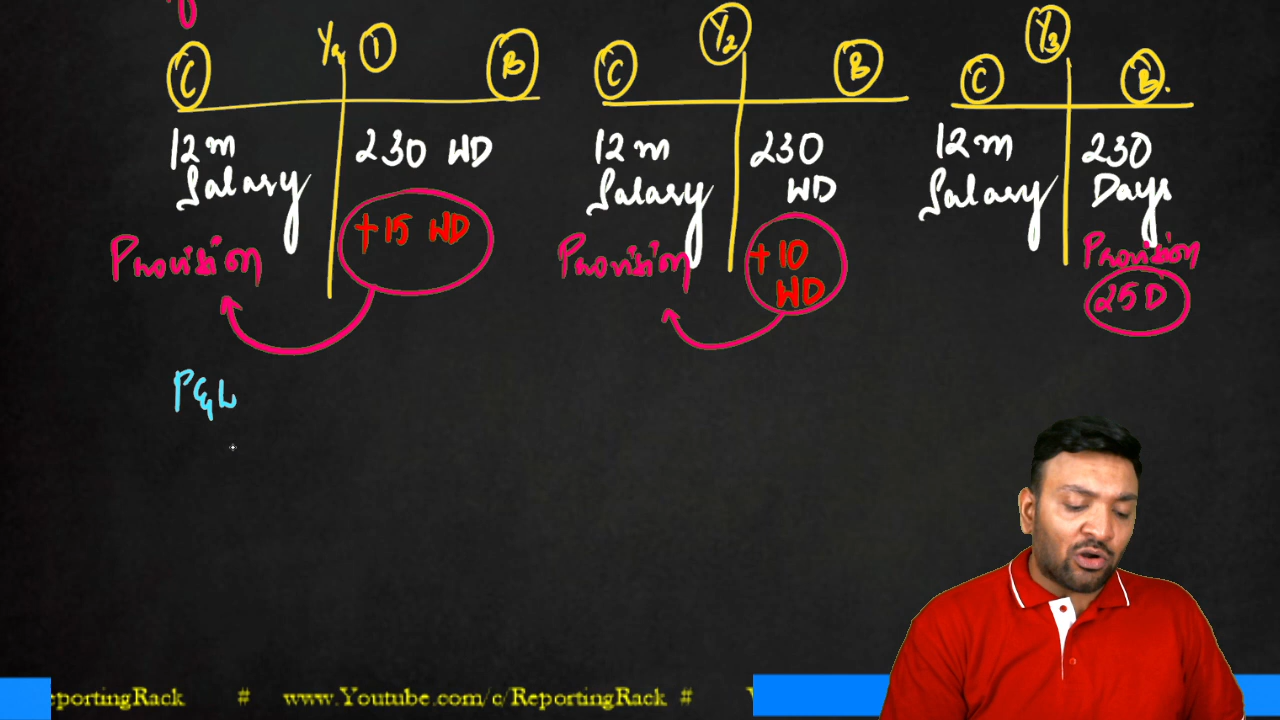 C Y1 1 B
12m 230 WD
Salary
+15 WD
Provision
P&L
C Y2 B
12m 230
Salary WD
Provision +10
WD
C Y3 B.
12m 230
Salary Days
Provision
25D
eportingRack # www.Youtube.com/c/ReportingRack #